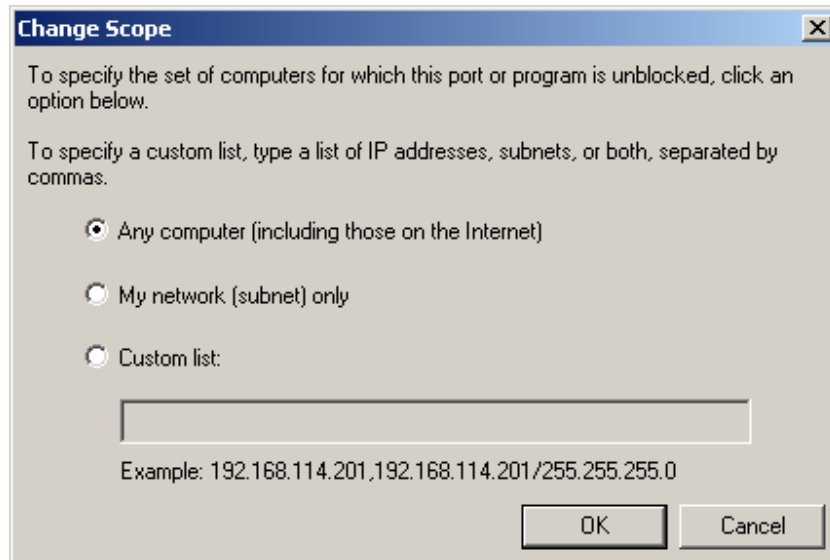 Change Scope
To specify the set of computers for which this port or program is unblocked, click an
option below.
To specify a custom list, type a list of IP addresses, subnets, or both, separated by
commas.
Any computer (including those on the Internet)
My network (subnet) only
Custom list:
Example: 192.168.114.201,192.168.114.201/255.255.255.0
OK Cancel